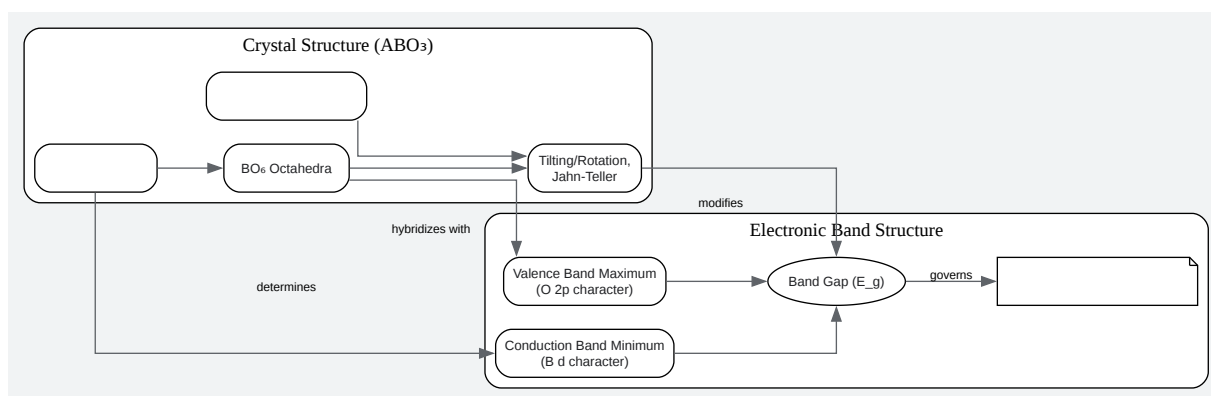 Crystal Structure (ABO₃)
BO₆ Octahedra
Tilting/Rotation,
Jahn-Teller
modifies
hybridizes with
Electronic Band Structure
determines
Valence Band Maximum
(O 2p character)
Band Gap (E_g)
governs
Conduction Band Minimum
(B d character)